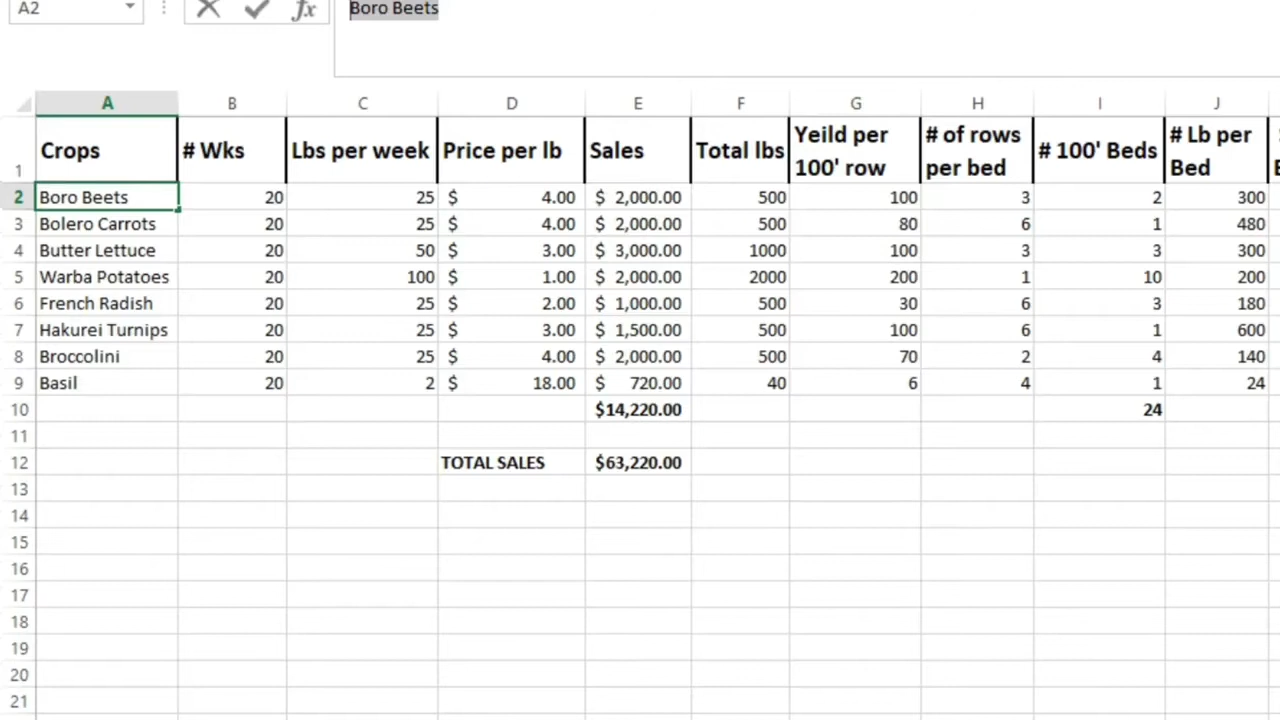 A2 fx Boro Beets
A B C D E F G H I J
1 Crops # Wks Lbs per week Price per lb Sales Total lbs Yeild per 100' row # of rows per bed # 100' Beds # Lb per Bed
2 Boro Beets 20 25 $ 4.00 $ 2,000.00 500 100 3 2 300
3 Bolero Carrots 20 25 $ 4.00 $ 2,000.00 500 80 6 1 480
4 Butter Lettuce 20 50 $ 3.00 $ 3,000.00 1000 100 3 3 300
5 Warba Potatoes 20 100 $ 1.00 $ 2,000.00 2000 200 1 10 200
6 French Radish 20 25 $ 2.00 $ 1,000.00 500 30 6 3 180
7 Hakurei Turnips 20 25 $ 3.00 $ 1,500.00 500 100 6 1 600
8 Broccolini 20 25 $ 4.00 $ 2,000.00 500 70 2 4 140
9 Basil 20 2 $ 18.00 $ 720.00 40 6 4 1 24
10 $14,220.00 24
11
12 TOTAL SALES $63,220.00
13
14
15
16
17
18
19
20
21